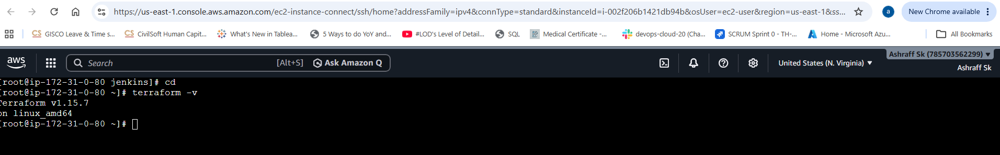 https://us-east-1.console.aws.amazon.com/ec2-instance-connect/ssh/home?addressFamily=ipv4&connType=standard&instanceId=i-002f206b1421db94b&osUser=ec2-user&region=us-east-1&ss... a New Chrome available
CS GISCO Leave & Time s... CS CivilSoft Human Capit... What's New in Tablea... 5 Ways to do YoY and... #LOD's Level of Detail... SQL Medical Certificate -... devops-cloud-20 (Cha... SCRUM Sprint 0 - TH-... Home - Microsoft Azu... All Bookmarks
aws Search [Alt+S] Ask Amazon Q United States (N. Virginia) Ashraff Sk (785703562299)
Ashraff Sk
[root@ip-172-31-0-80 jenkins]# cd
[root@ip-172-31-0-80 ~]# terraform -v
Terraform v1.15.7
on linux_amd64
[root@ip-172-31-0-80 ~]#